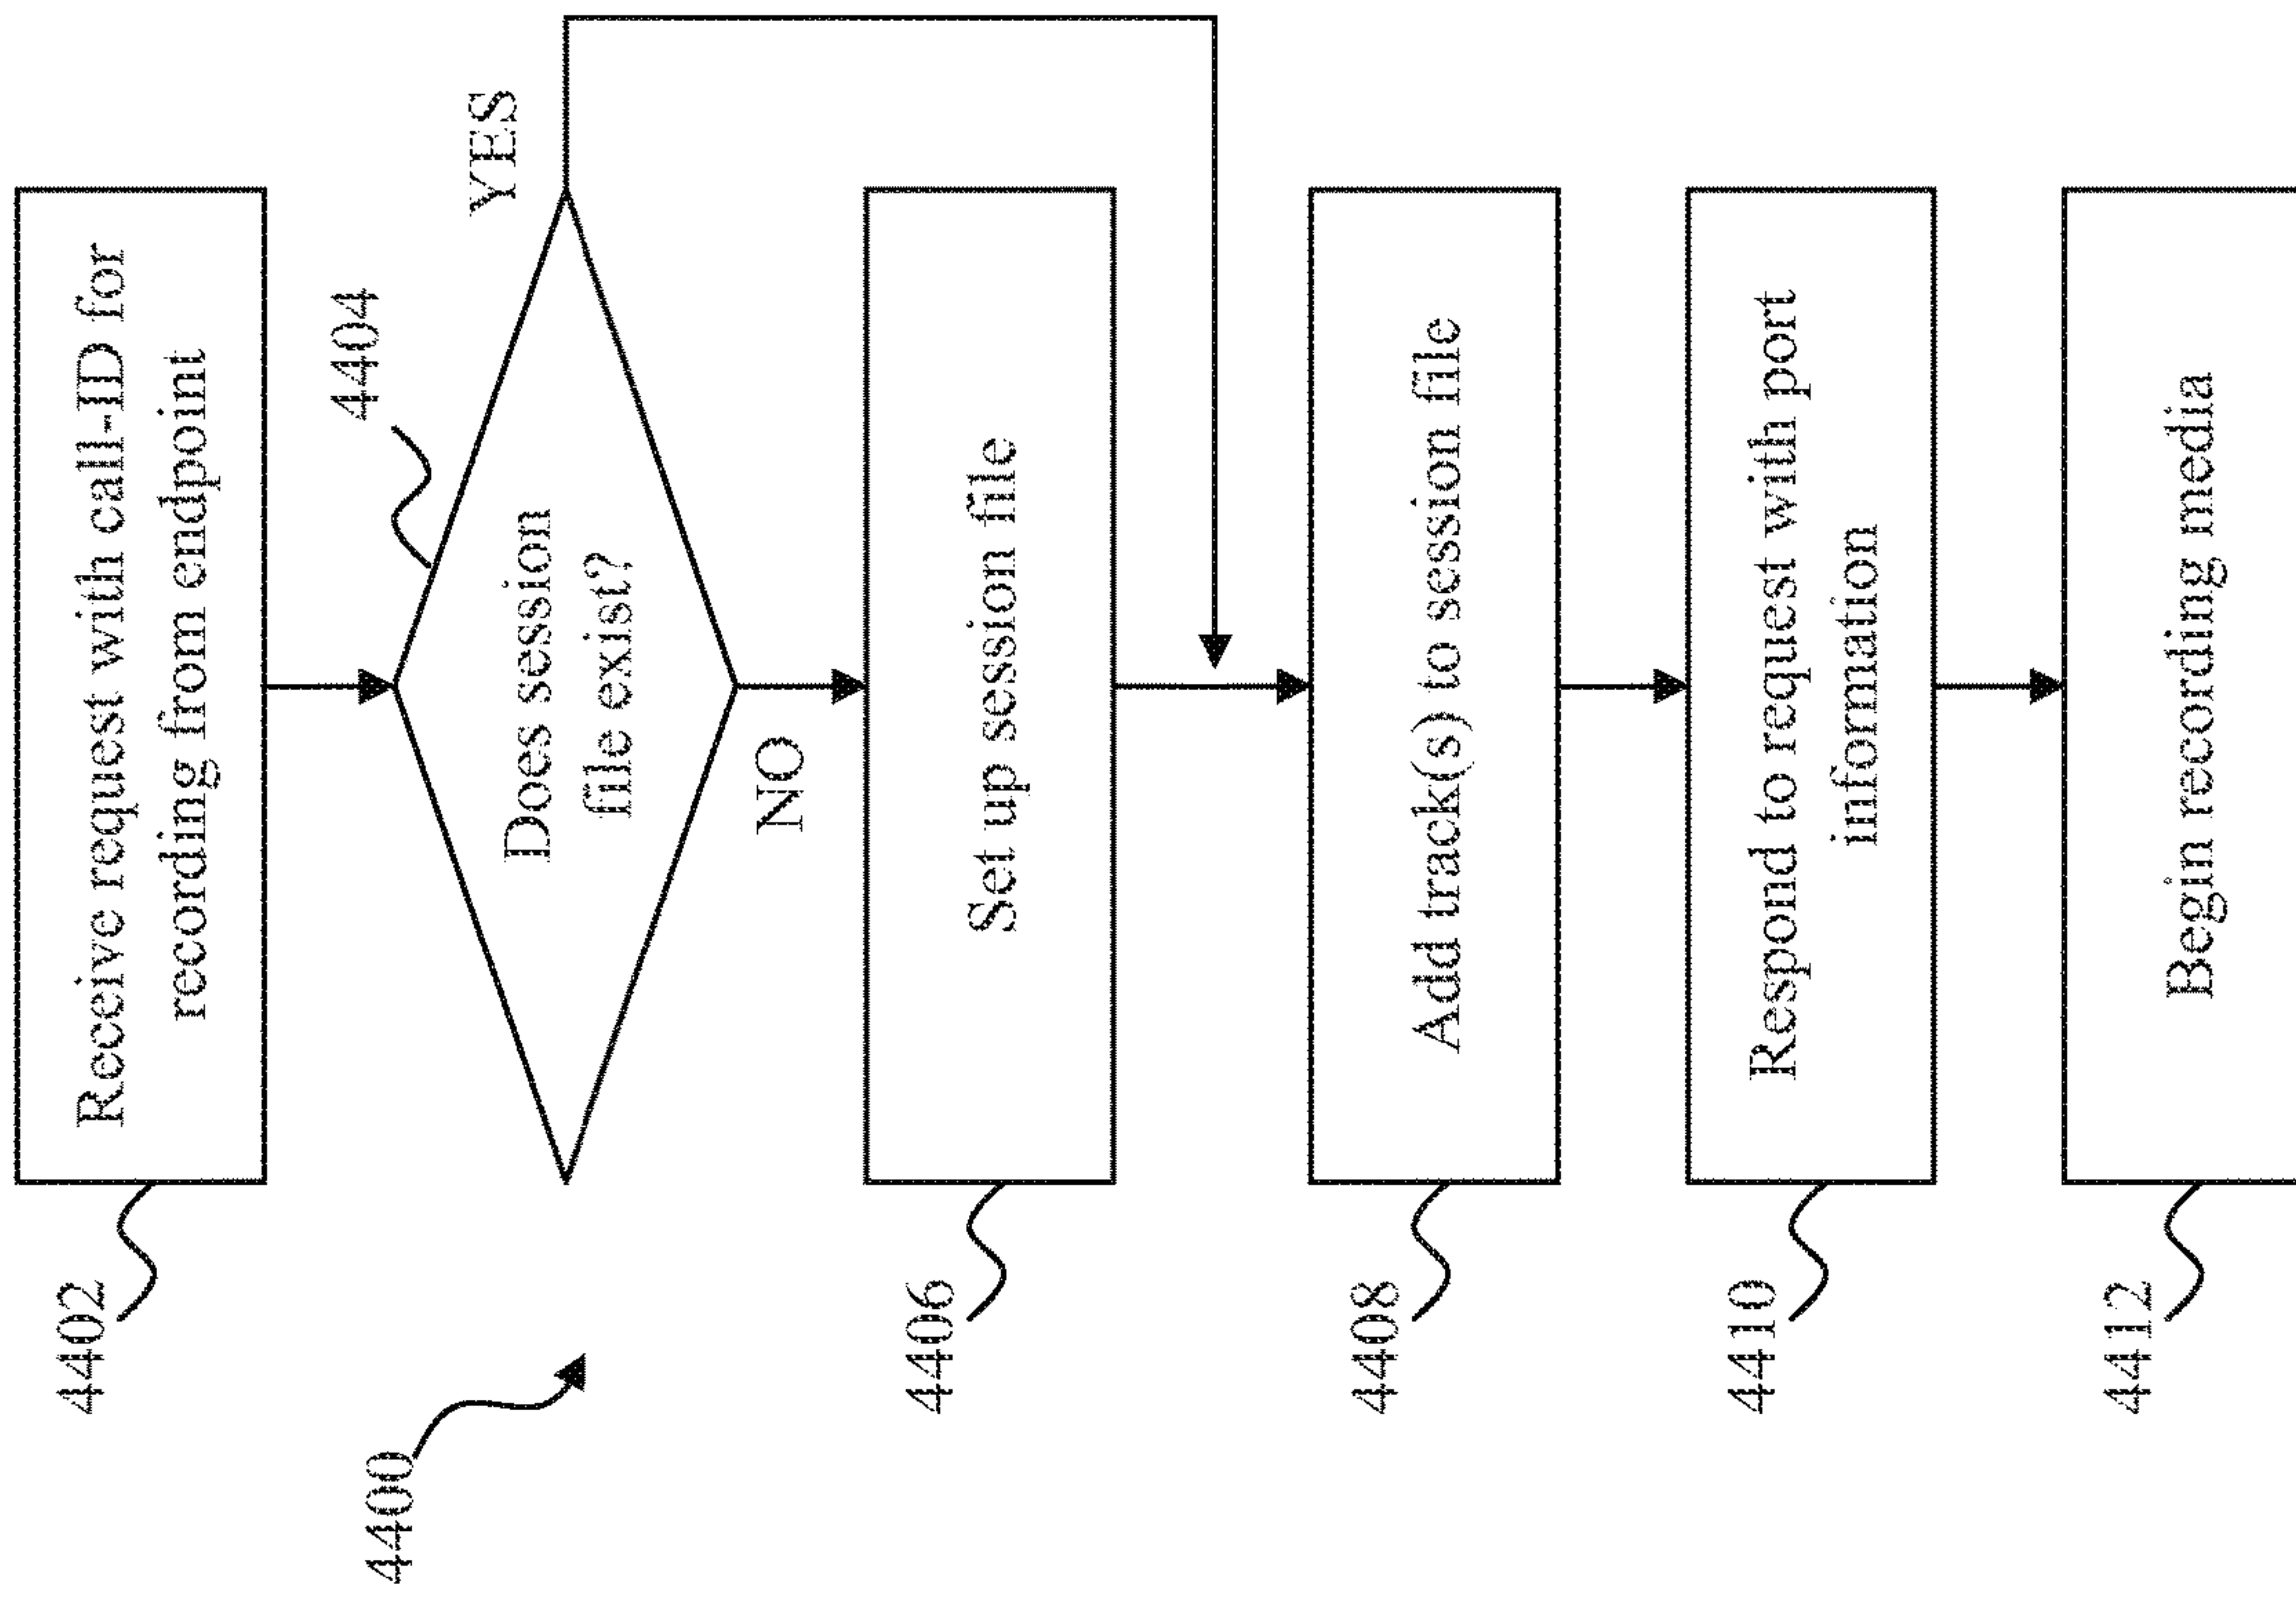 4400
4402
Receive request with call-ID for
recording from endpoint
4404
Does session
file exist?
YES
NO
4406
Set up session file
4408
Add track(s) to session file
4410
Respond to request with port
information
4412
Begin recording media